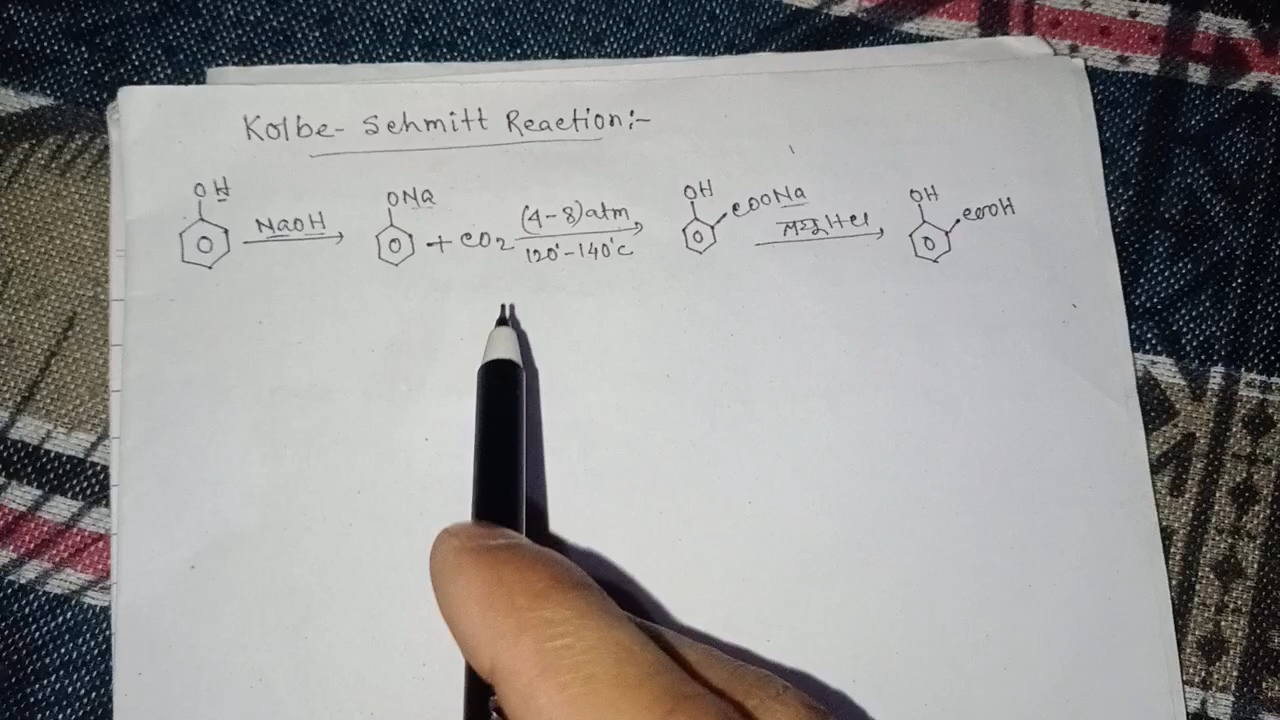 Kolbe- Schmitt Reaction:-
OH NaOH ONa + CO2 (4-8)atm 120°-140°C OH COONa লঘু HCl OH COOH